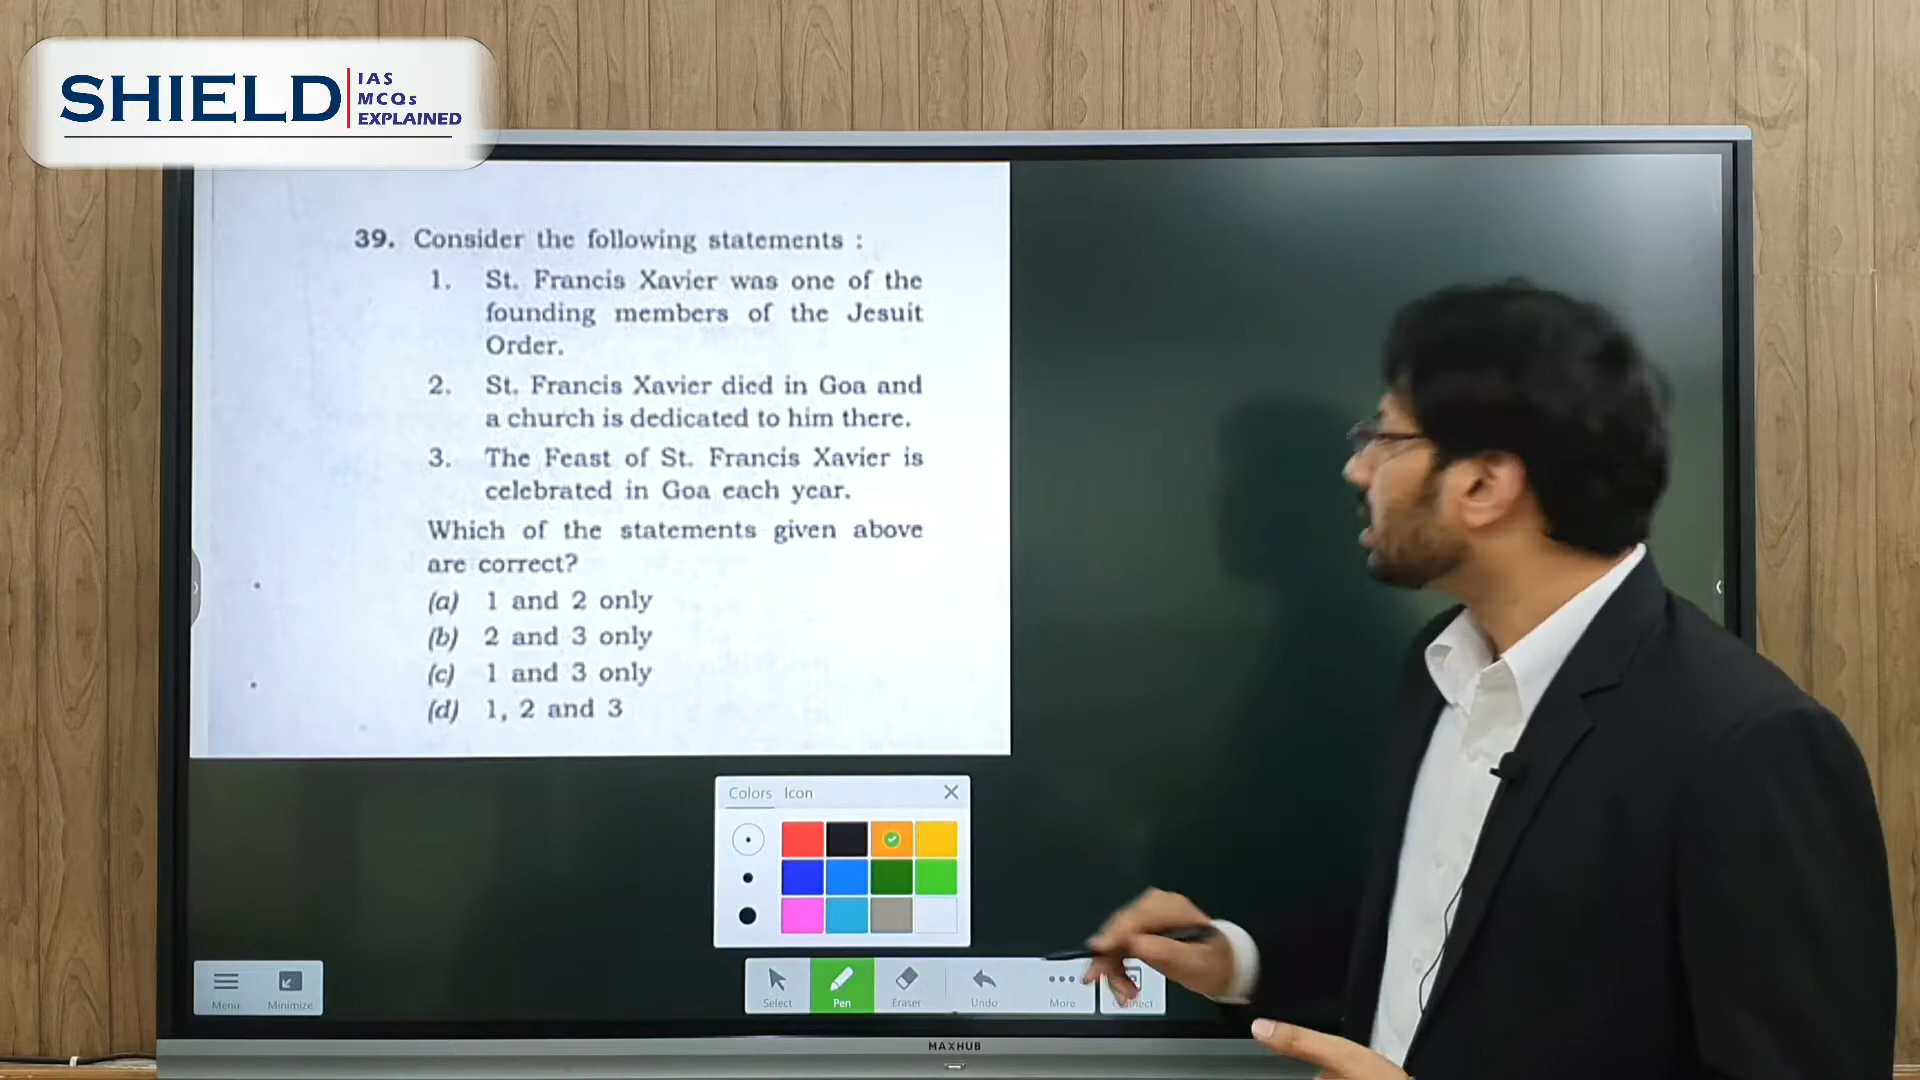 SHIELD
IAS
MCQs
EXPLAINED
39. Consider the following statements :
1. St. Francis Xavier was one of the
founding members of the Jesuit
Order.
2. St. Francis Xavier died in Goa and
a church is dedicated to him there.
3. The Feast of St. Francis Xavier is
celebrated in Goa each year.
Which of the statements given above
are correct?
(a) 1 and 2 only
(b) 2 and 3 only
(c) 1 and 3 only
(d) 1, 2 and 3
Colors Icon
Menu Minimize
Select Pen Eraser Undo More
MAXHUB